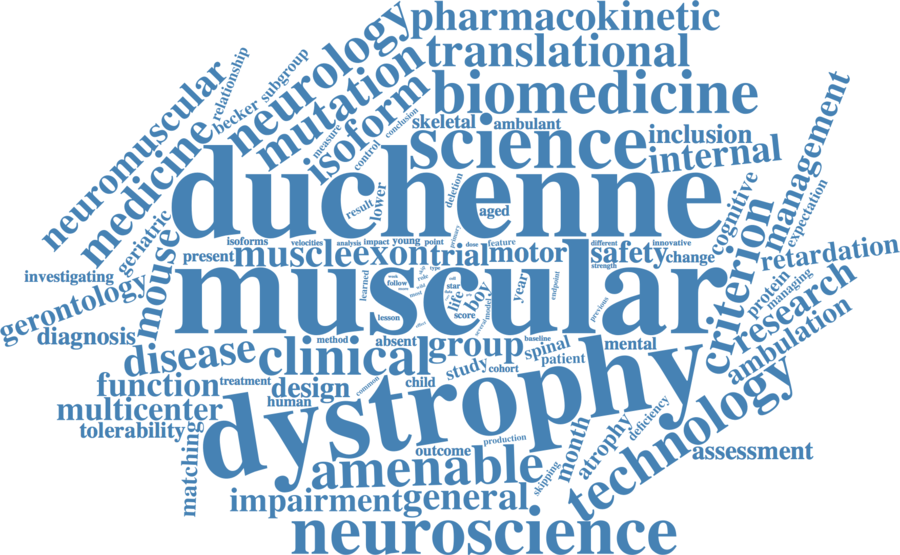 pharmacokinetic
translational
neurology
mutation
isoform
biomedicine
neuromuscular
medicine
relationship
becker subgroup
measure
control
conclusion
skeletal
ambulant
science
inclusion
internal
management
expectation
duchenne
deletion
result
lower
aged
cognitive
criterion
geriatric
mouse
isoforms
velocities
analysis
impact
young
point
primary
dose
feature
different
innovative
present
muscle
exon
trial
motor
safety
strength
change
retardation
investigating
gerontology
diagnosis
muscular
learned
follow
lesson
star
life
boy
score
model
several
year
endpoint
previous
protein
managing
research
ambulation
method
absent
group
baseline
spinal
mental
disease
clinical
study
cohort
patient
function
treatment
design
human
common
child
dystrophy
technology
multicenter
tolerability
matching
production
outcome
skipping
month
atrophy
deficiency
assessment
amenable
impairment
general
neuroscience